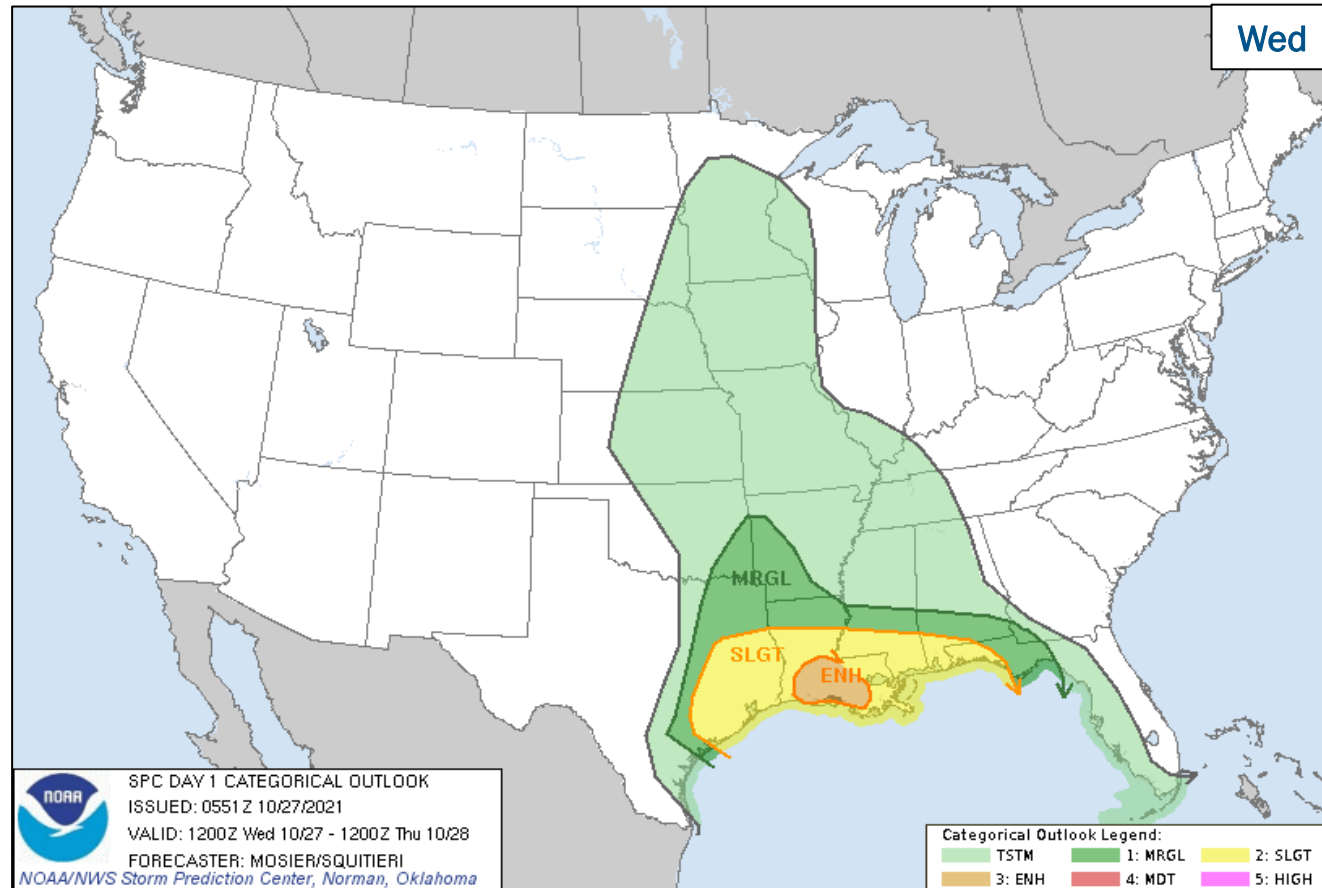 Wed
MRGL
SLGT
ENH
NOAA
SPC DAY 1 CATEGORICAL OUTLOOK
ISSUED: 0551Z 10/27/2021
VALID: 1200Z Wed 10/27 - 1200Z Thu 10/28
FORECASTER: MOSIER/SQUITIERI
NOAA/NWS Storm Prediction Center, Norman, Oklahoma
Categorical Outlook Legend:
TSTM 1: MRGL 2: SLGT
3: ENH 4: MDT 5: HIGH